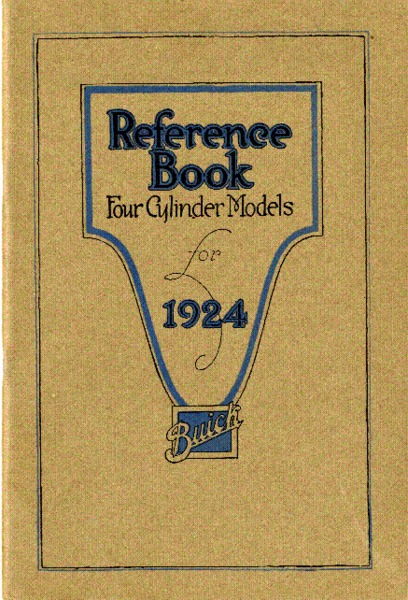 Reference
Book
Four Cylinder Models
for
1924
Buick